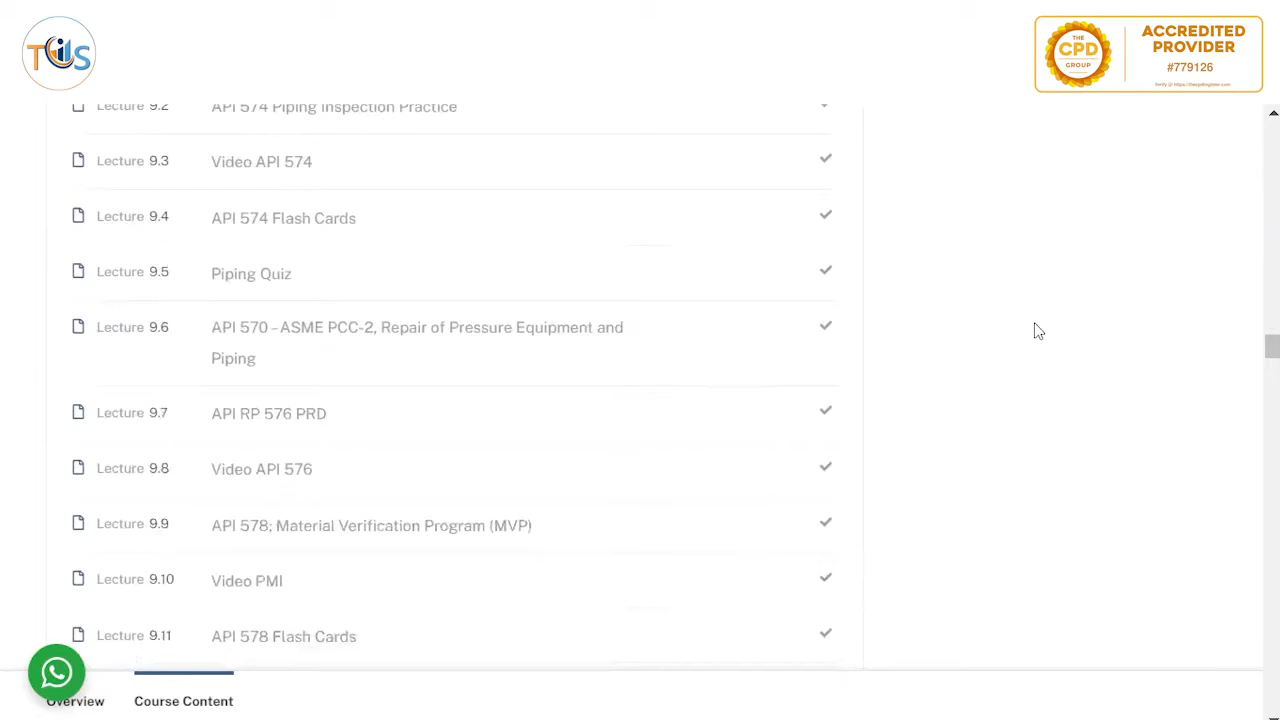 TCILS
ACCREDITED
PROVIDER
#779126
THE
CPD
GROUP
Lecture 9.2 API 574 Piping Inspection Practice
Lecture 9.3 Video API 574
Lecture 9.4 API 574 Flash Cards
Lecture 9.5 Piping Quiz
Lecture 9.6 API 570 – ASME PCC-2, Repair of Pressure Equipment and
Piping
Lecture 9.7 API RP 576 PRD
Lecture 9.8 Video API 576
Lecture 9.9 API 578; Material Verification Program (MVP)
Lecture 9.10 Video PMI
Lecture 9.11 API 578 Flash Cards
Overview Course Content